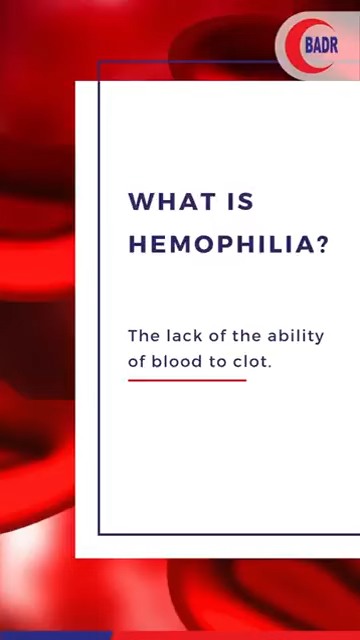 BADR
WHAT IS
HEMOPHILIA?
The lack of the ability
of blood to clot.